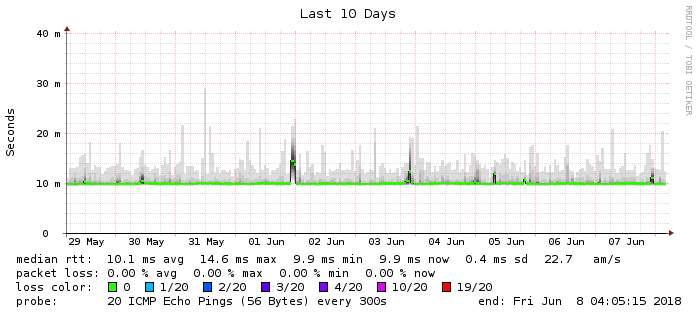 Last 10 Days
RRDTOOL / TOBI OETIKER
Seconds
40 m
30 m
20 m
10 m
0
29 May 30 May 31 May 01 Jun 02 Jun 03 Jun 04 Jun 05 Jun 06 Jun 07 Jun
median rtt: 10.1 ms avg 14.6 ms max 9.9 ms min 9.9 ms now 0.4 ms sd 22.7 am/s
packet loss: 0.00 % avg 0.00 % max 0.00 % min 0.00 % now
loss color: 0 1/20 2/20 3/20 4/20 10/20 19/20
probe: 20 ICMP Echo Pings (56 Bytes) every 300s end: Fri Jun 8 04:05:15 2018